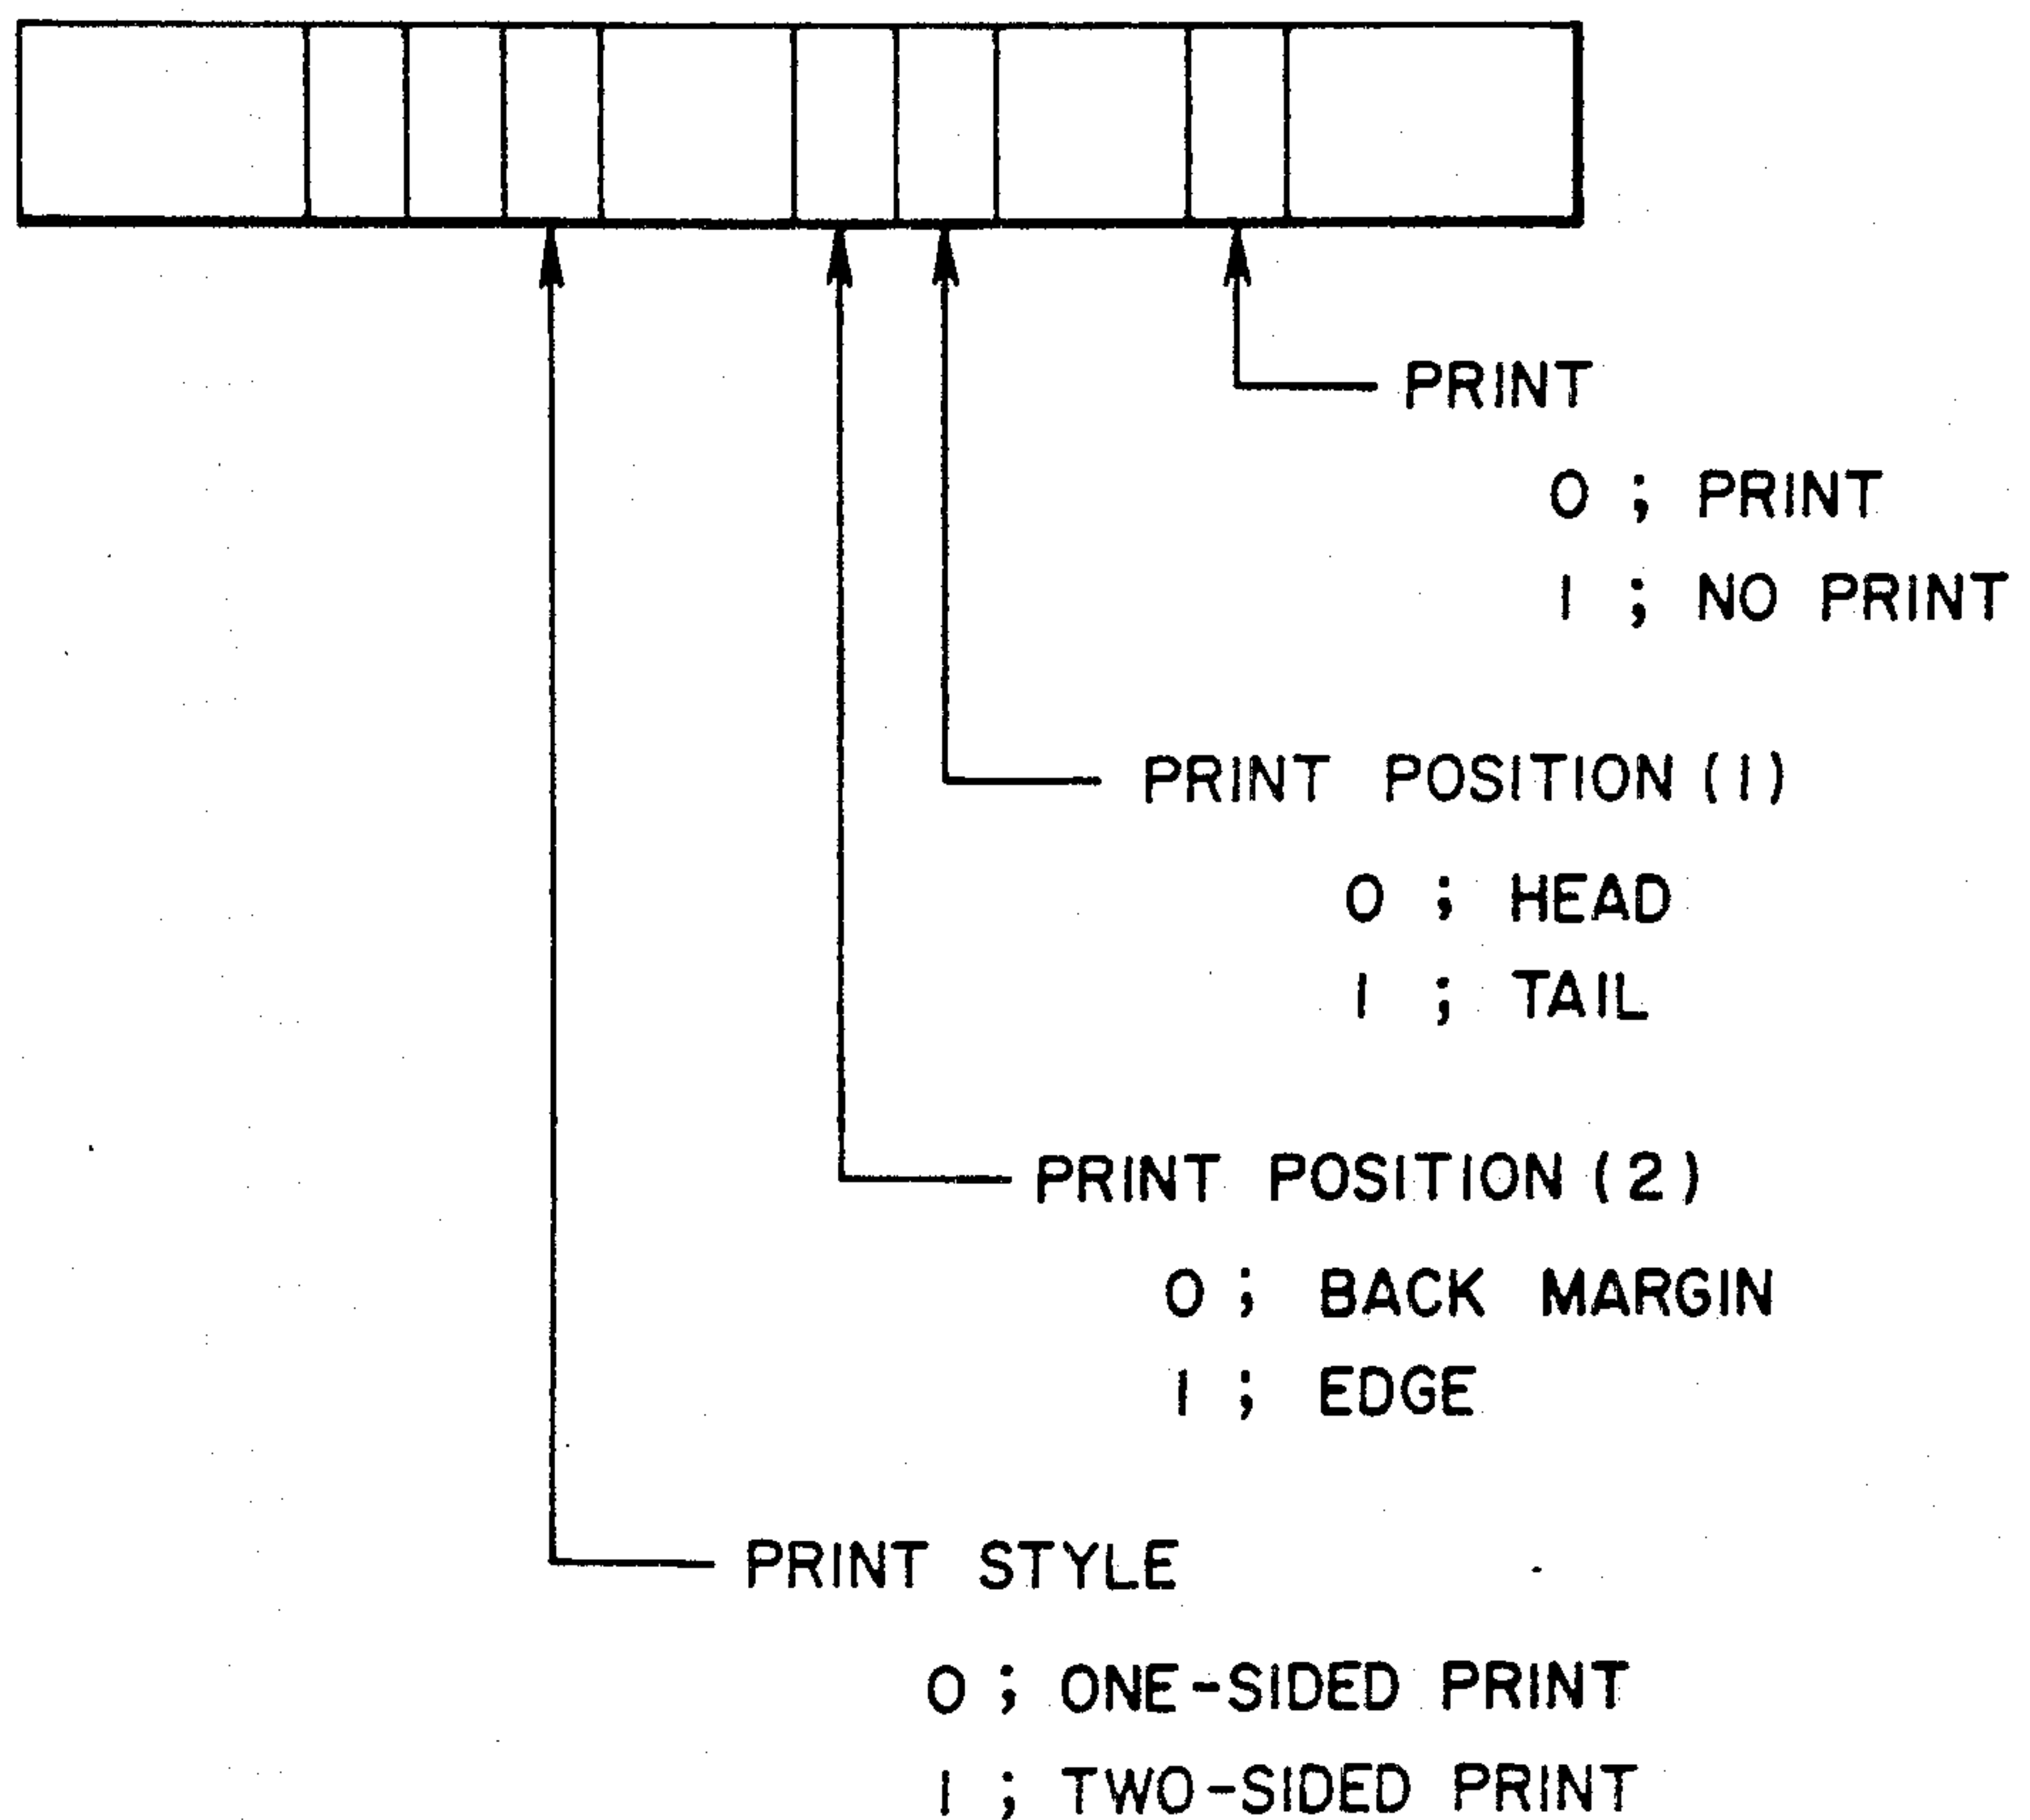 PRINT
0 ; PRINT
1 ; NO PRINT
PRINT POSITION (1)
0 ; HEAD
1 ; TAIL
PRINT POSITION (2)
0 ; BACK MARGIN
1 ; EDGE
PRINT STYLE
0 ; ONE-SIDED PRINT
1 ; TWO-SIDED PRINT